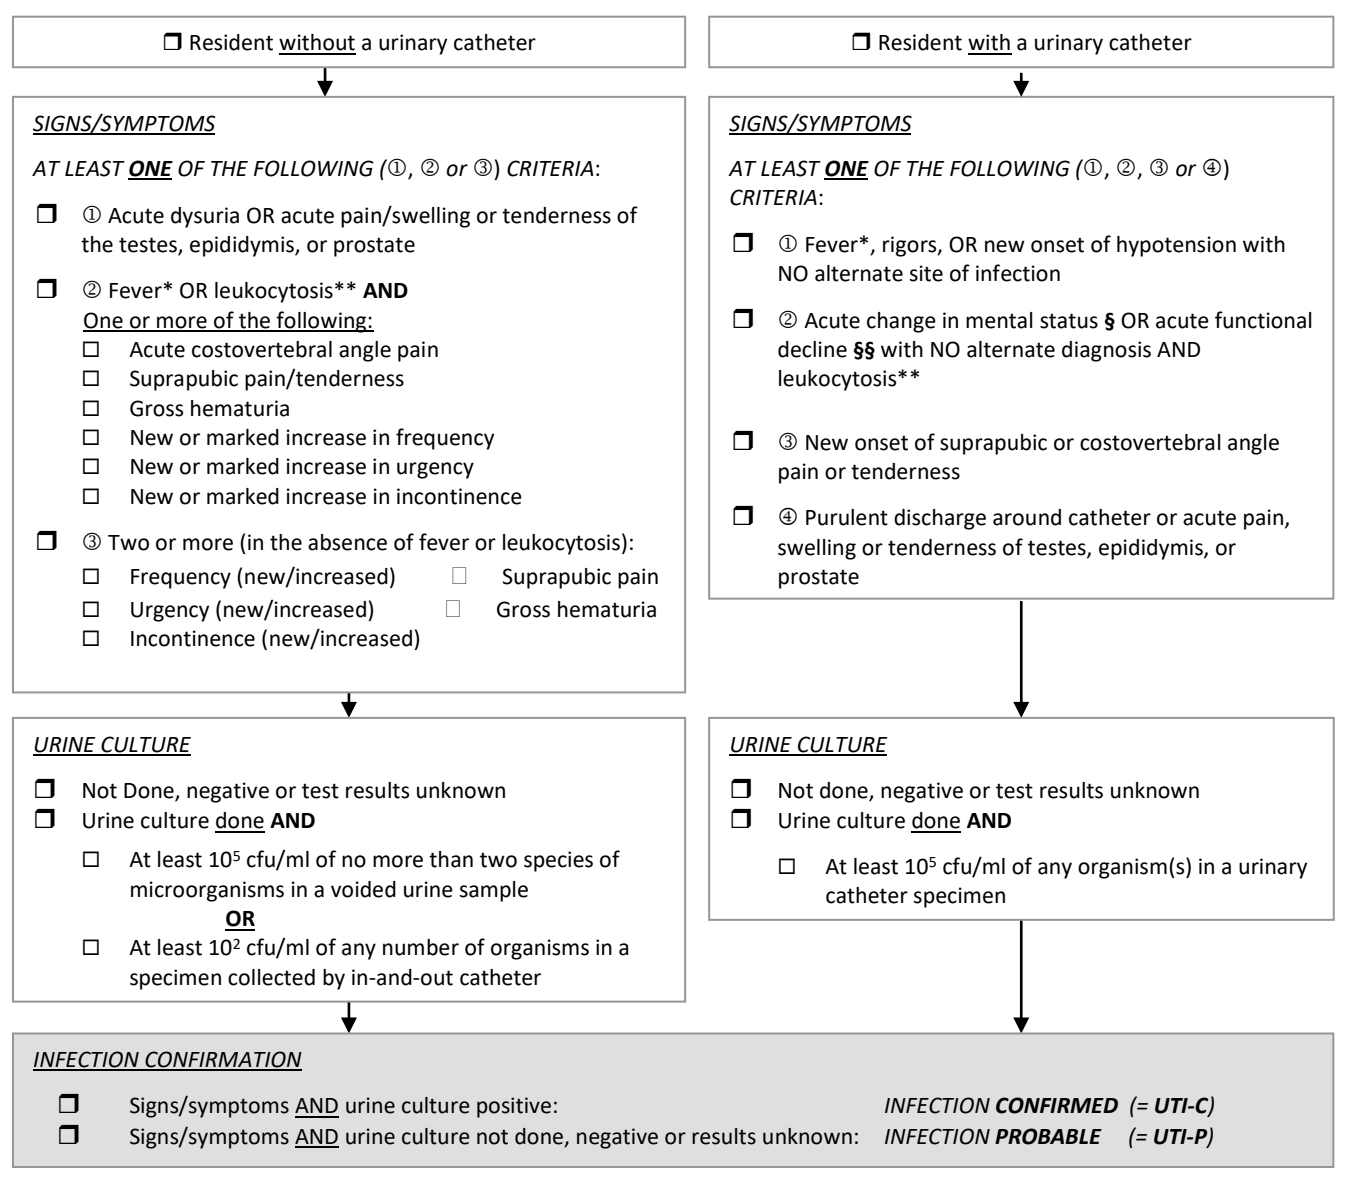 ❒ Resident without a urinary catheter
SIGNS/SYMPTOMS
AT LEAST ONE OF THE FOLLOWING (①, ② or ③) CRITERIA:
❒ ① Acute dysuria OR acute pain/swelling or tenderness of
the testes, epididymis, or prostate
❒ ② Fever* OR leukocytosis** AND
One or more of the following:
□ Acute costovertebral angle pain
□ Suprapubic pain/tenderness
□ Gross hematuria
□ New or marked increase in frequency
□ New or marked increase in urgency
□ New or marked increase in incontinence
❒ ③ Two or more (in the absence of fever or leukocytosis):
□ Frequency (new/increased) □ Suprapubic pain
□ Urgency (new/increased) □ Gross hematuria
□ Incontinence (new/increased)
URINE CULTURE
❒ Not Done, negative or test results unknown
❒ Urine culture done AND
□ At least 10⁵ cfu/ml of no more than two species of
microorganisms in a voided urine sample
OR
□ At least 10² cfu/ml of any number of organisms in a
specimen collected by in-and-out catheter
❒ Resident with a urinary catheter
SIGNS/SYMPTOMS
AT LEAST ONE OF THE FOLLOWING (①, ②, ③ or ④)
CRITERIA:
❒ ① Fever*, rigors, OR new onset of hypotension with
NO alternate site of infection
❒ ② Acute change in mental status § OR acute functional
decline §§ with NO alternate diagnosis AND
leukocytosis**
❒ ③ New onset of suprapubic or costovertebral angle
pain or tenderness
❒ ④ Purulent discharge around catheter or acute pain,
swelling or tenderness of testes, epididymis, or
prostate
URINE CULTURE
❒ Not done, negative or test results unknown
❒ Urine culture done AND
□ At least 10⁵ cfu/ml of any organism(s) in a urinary
catheter specimen
INFECTION CONFIRMATION
❒ Signs/symptoms AND urine culture positive: INFECTION CONFIRMED (= UTI-C)
❒ Signs/symptoms AND urine culture not done, negative or results unknown: INFECTION PROBABLE (= UTI-P)